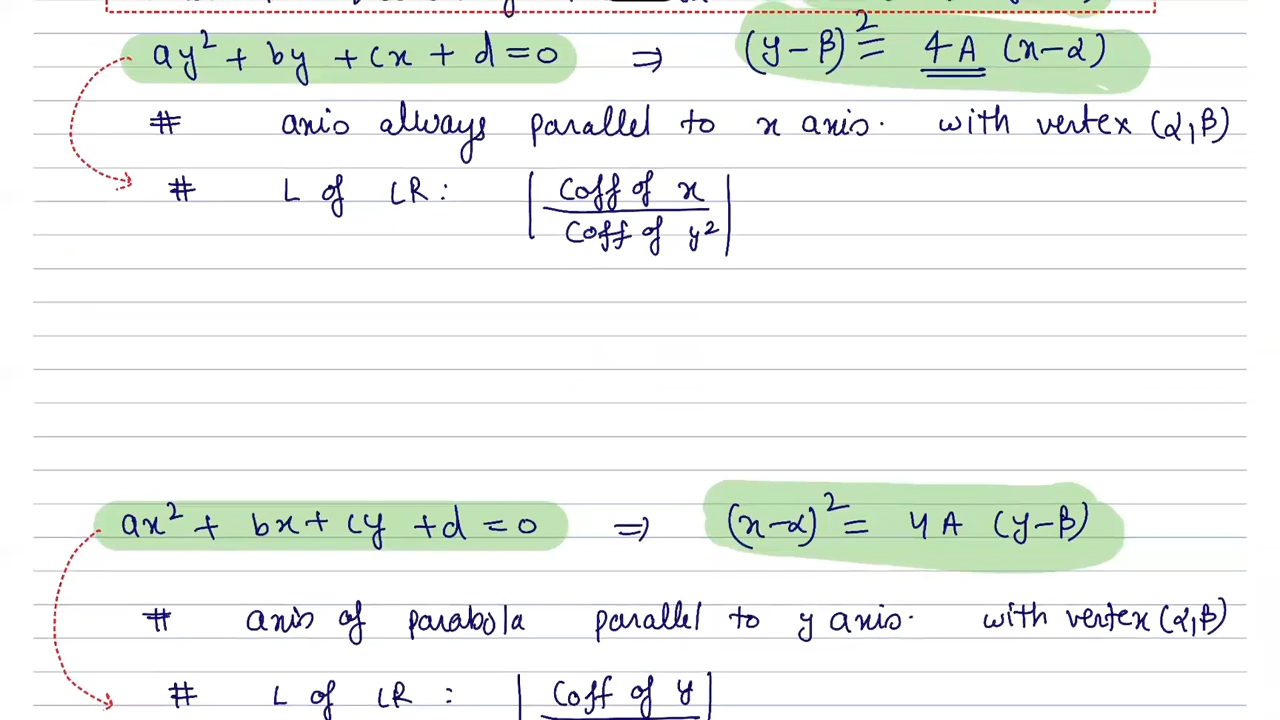 ay² + by + cx + d = 0 ⇒ (y-β)² = 4A (x-α)
# axis always parallel to x axis. with vertex (α,β)
# L of LR: | Coff of x / Coff of y² |
ax² + bx + cy + d = 0 ⇒ (x-α)² = 4A (y-β)
# axis of parabola parallel to y axis. with vertex (α,β)
# L of LR : | Coff of y |